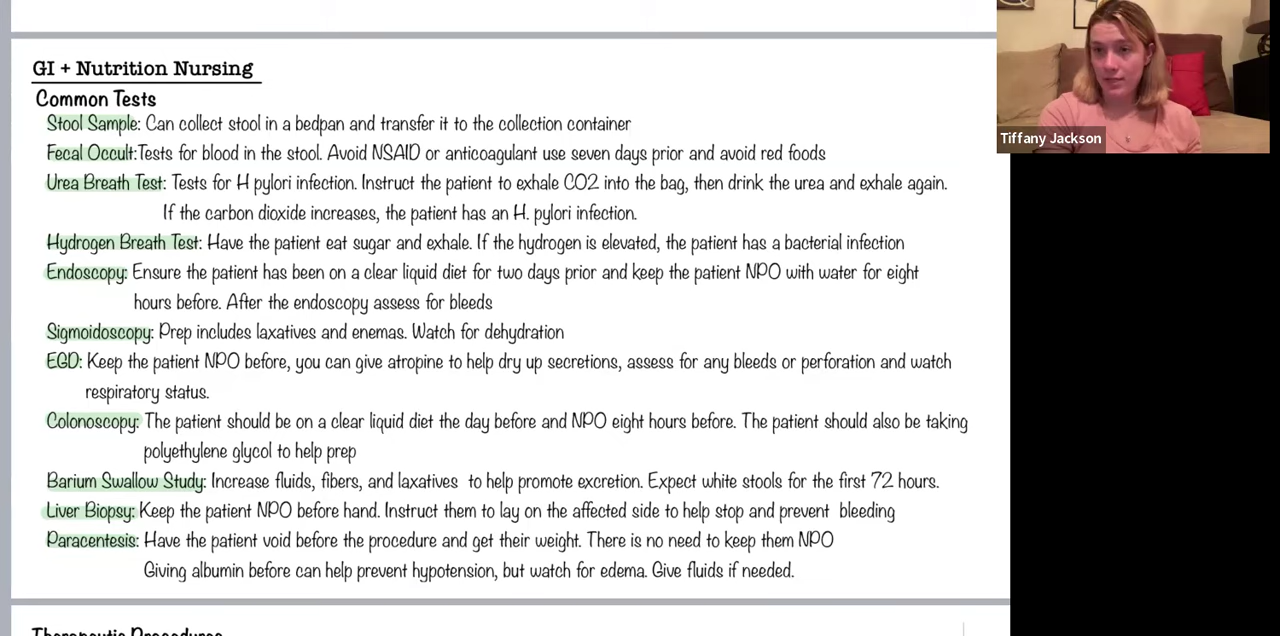 GI + Nutrition Nursing
Common Tests
Stool Sample: Can collect stool in a bedpan and transfer it to the collection container
Fecal Occult:Tests for blood in the stool. Avoid NSAID or anticoagulant use seven days prior and avoid red foods
Urea Breath Test: Tests for H pylori infection. Instruct the patient to exhale CO2 into the bag, then drink the urea and exhale again.
If the carbon dioxide increases, the patient has an H. pylori infection.
Hydrogen Breath Test: Have the patient eat sugar and exhale. If the hydrogen is elevated, the patient has a bacterial infection
Endoscopy: Ensure the patient has been on a clear liquid diet for two days prior and keep the patient NPO with water for eight
hours before. After the endoscopy assess for bleeds
Sigmoidoscopy: Prep includes laxatives and enemas. Watch for dehydration
EGD: Keep the patient NPO before, you can give atropine to help dry up secretions, assess for any bleeds or perforation and watch
respiratory status.
Colonoscopy: The patient should be on a clear liquid diet the day before and NPO eight hours before. The patient should also be taking
polyethylene glycol to help prep
Barium Swallow Study: Increase fluids, fibers, and laxatives to help promote excretion. Expect white stools for the first 72 hours.
Liver Biopsy: Keep the patient NPO before hand. Instruct them to lay on the affected side to help stop and prevent bleeding
Paracentesis: Have the patient void before the procedure and get their weight. There is no need to keep them NPO
Giving albumin before can help prevent hypotension, but watch for edema. Give fluids if needed.
Therapeutic Procedures
Tiffany Jackson